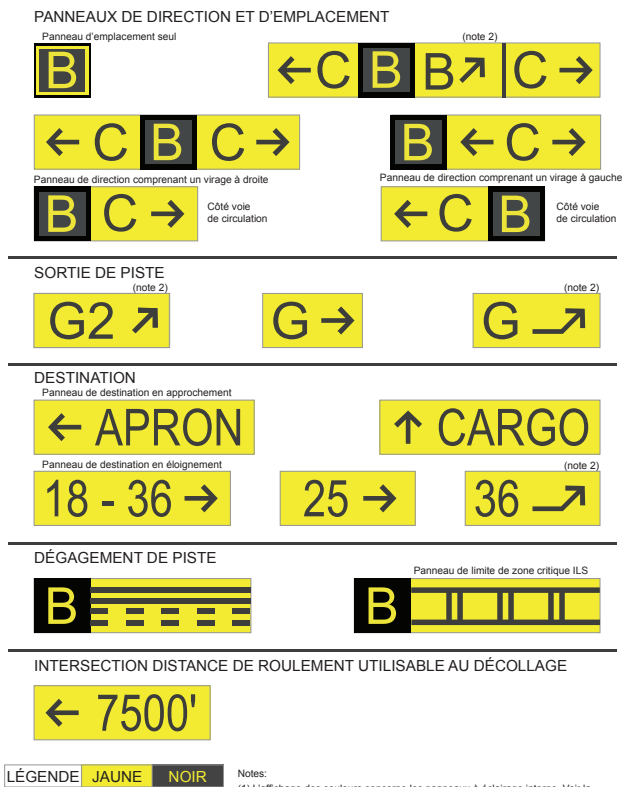 PANNEAUX DE DIRECTION ET D'EMPLACEMENT
Panneau d'emplacement seul
(note 2)
B
←C B B↗ C →
← C B C →
B ← C →
Panneau de direction comprenant un virage à droite
Panneau de direction comprenant un virage à gauche
B C →
Côté voie
de circulation
← C B
Côté voie
de circulation
SORTIE DE PISTE
(note 2)
(note 2)
G2 ↗
G →
G
DESTINATION
Panneau de destination en approchement
← APRON
↑ CARGO
Panneau de destination en éloignement
(note 2)
18 - 36 →
25 →
36
DÉGAGEMENT DE PISTE
Panneau de limite de zone critique ILS
B
B
INTERSECTION DISTANCE DE ROULEMENT UTILISABLE AU DÉCOLLAGE
← 7500'
LÉGENDE JAUNE NOIR
Notes: